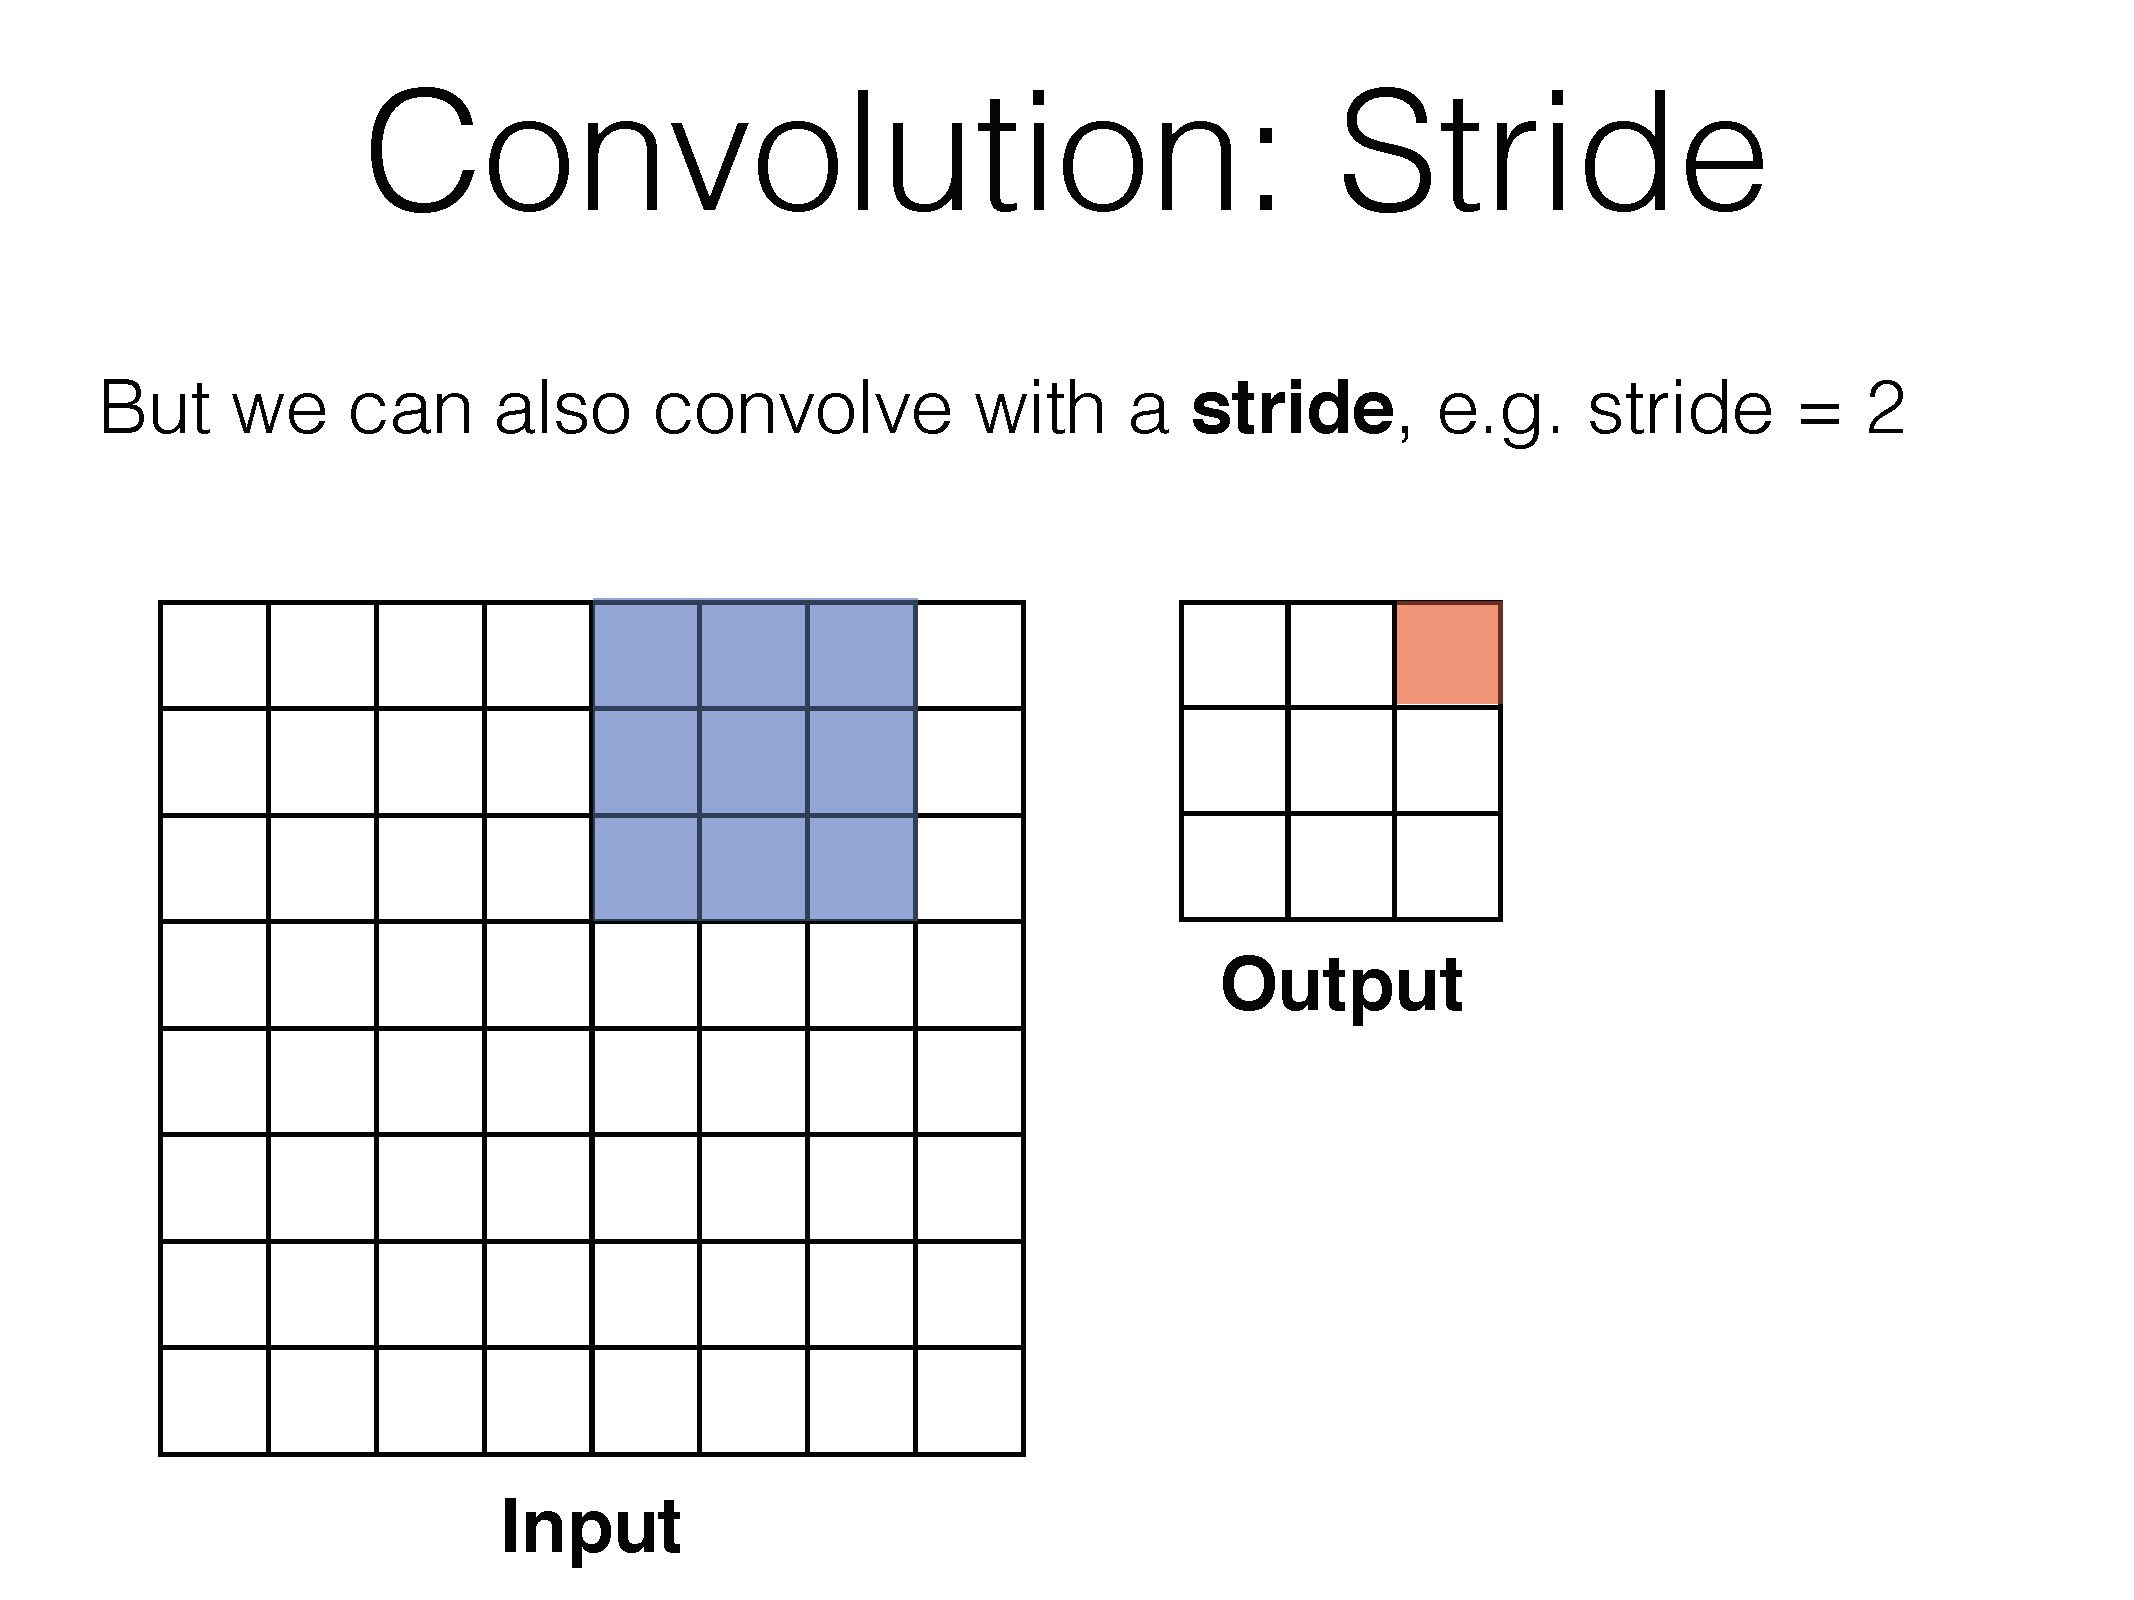 Convolution: Stride
But we can also convolve with a stride, e.g. stride = 2
Output
Input